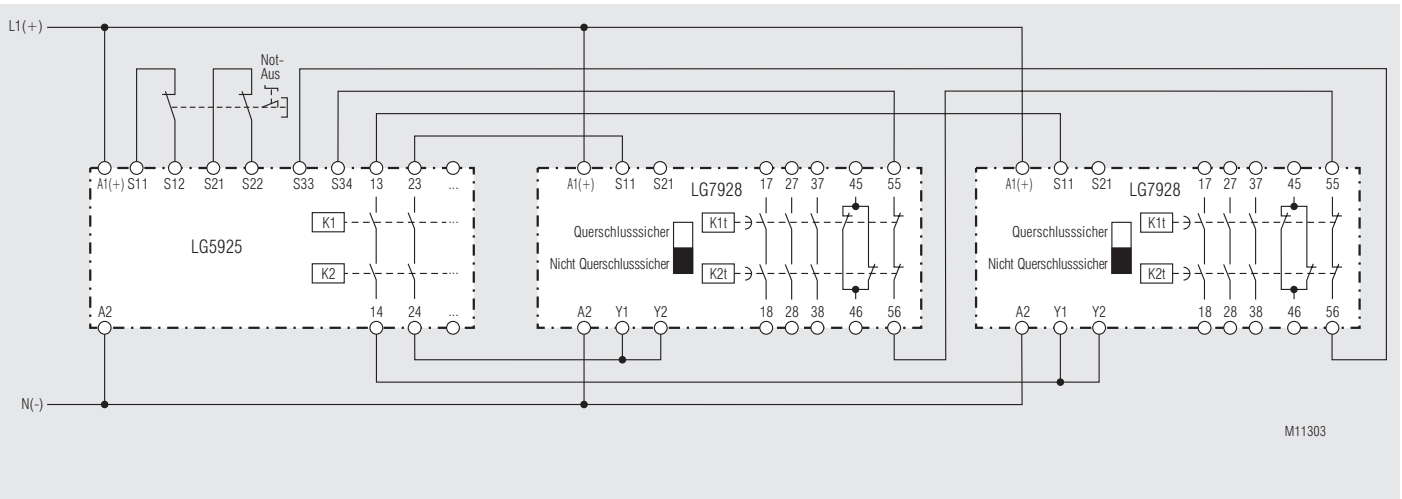 L1(+)
Not-
Aus
A1(+) S11 S12 S21 S22 S33 S34 13 23 ...
A1(+) S11 S21 17 27 37 45 55
A1(+) S11 S21 17 27 37 45 55
LG7928
LG7928
K1 ...
Querschlusssicher K1t
Querschlusssicher K1t
LG5925
K2 ...
Nicht Querschlusssicher K2t
Nicht Querschlusssicher K2t
A2 14 24 ...
A2 Y1 Y2 18 28 38 46 56
A2 Y1 Y2 18 28 38 46 56
N(-)
M11303